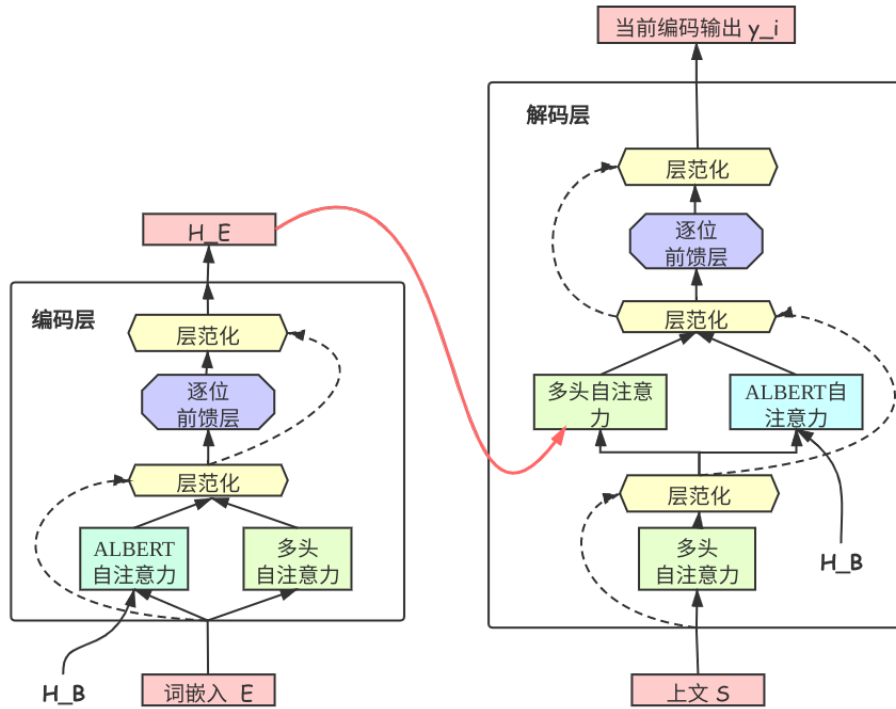 当前编码输出 y_i
解码层
层范化
逐位
前馈层
层范化
多头自注意
力
ALBERT自
注意力
层范化
多头
自注意力
H_B
上文 S
H_E
编码层
层范化
逐位
前馈层
层范化
ALBERT
自注意力
多头
自注意力
H_B
词嵌入 E